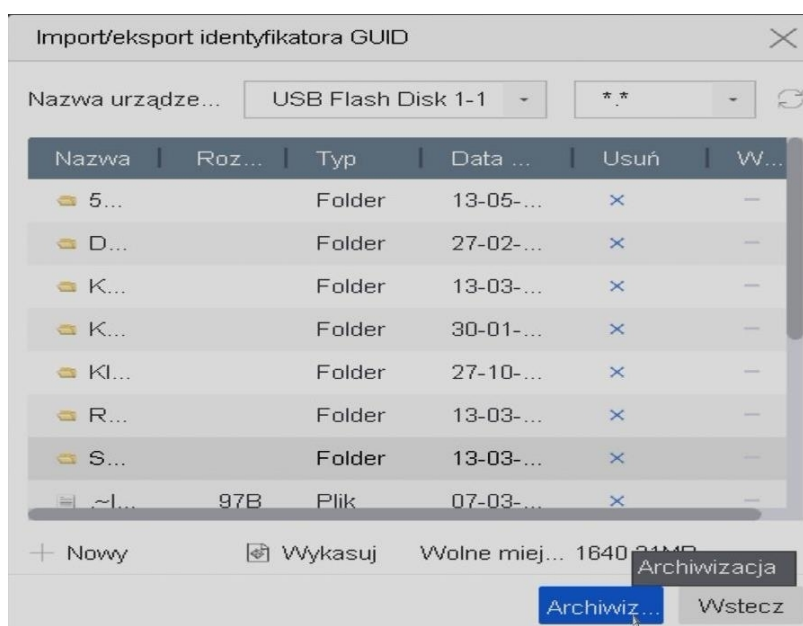 Import/eksport identyfikatora GUID
Nazwa urządze... USB Flash Disk 1-1 *.*
Nazwa Roz... Typ Data ... Usuń W...
5... Folder 13-05-...
D... Folder 27-02-...
K... Folder 13-03-...
K... Folder 30-01-...
Kl... Folder 27-10-...
R... Folder 13-03-...
S... Folder 13-03-...
.~l... 97B Plik 07-03-...
+ Nowy Wykasuj Wolne miej... 1640
Archiwizacja
Archiwiz... Wstecz